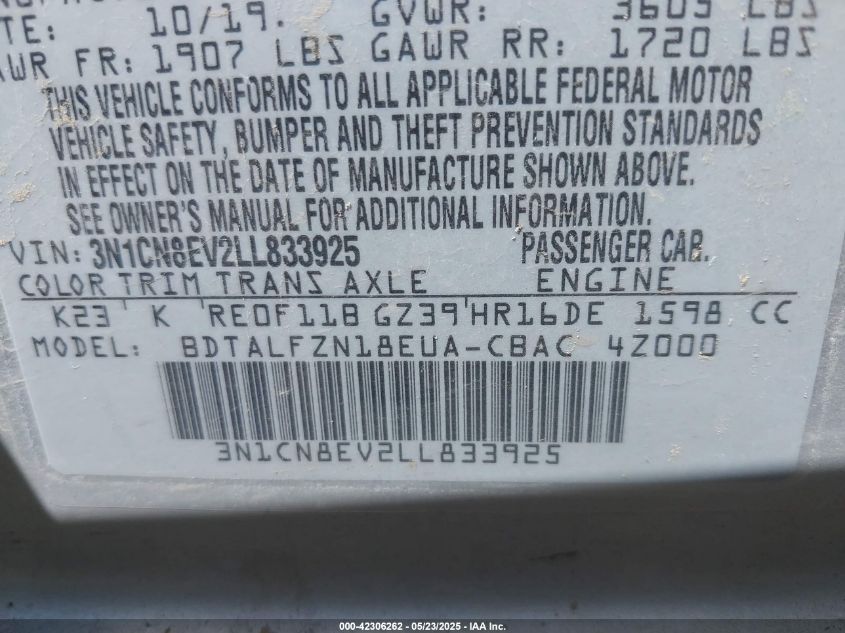 10/19. GVWR: 3605 LBS
GAWR RR: 1720 LBS
FR: 1907 LBS
THIS VEHICLE CONFORMS TO ALL APPLICABLE FEDERAL MOTOR
VEHICLE SAFETY, BUMPER AND THEFT PREVENTION STANDARDS
IN EFFECT ON THE DATE OF MANUFACTURE SHOWN ABOVE.
SEE OWNER'S MANUAL FOR ADDITIONAL INFORMATION.
VIN: 3N1CN8EV2LL833925 PASSENGER CAR.
COLOR TRIM TRANS AXLE ENGINE
K23 K RE0F11B GZ39 HR16DE 1598 CC
MODEL: BDTALFZN18EUA-CBAC 4Z000
3N1CN8EV2LL833925
000-42306262 - 05/23/2025 - IAA Inc.